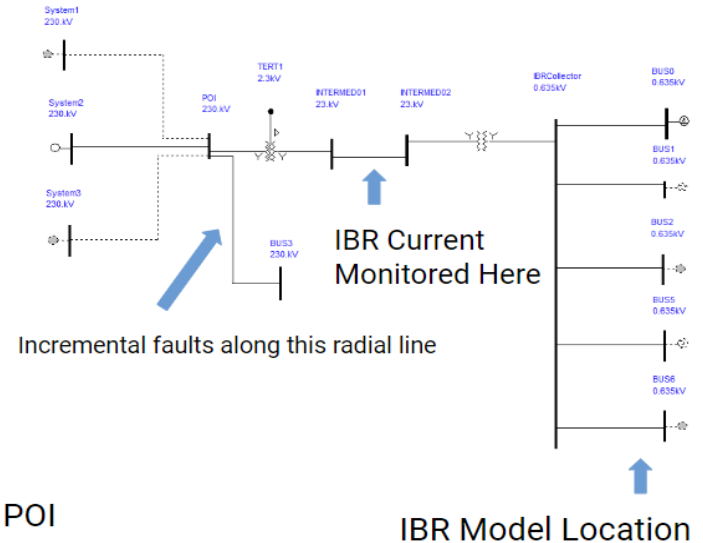 System1
230.kV
System2
230.kV
System3
230.kV
POI
230.kV
TERT1
2.3kV
INTERMED01
23.kV
INTERMED02
23.kV
IBRCollector
0.635kV
BUS0
0.635kV
BUS1
0.635kV
BUS2
0.635kV
BUS5
0.635kV
BUS6
0.635kV
BUS3
230.kV
IBR Current
Monitored Here
Incremental faults along this radial line
POI
IBR Model Location